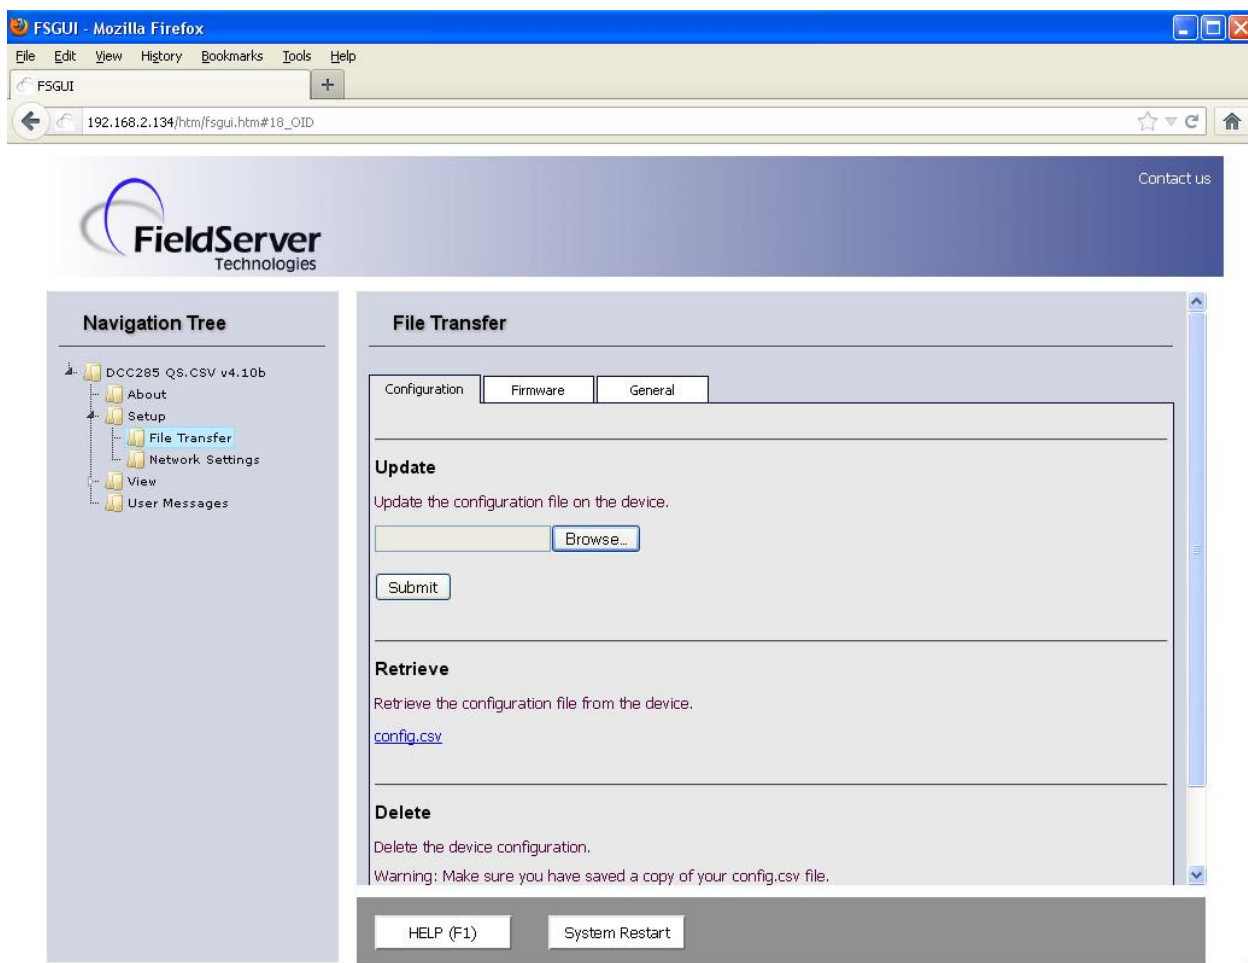 FSGUI - Mozilla Firefox
File Edit View History Bookmarks Tools Help
FSGUI
192.168.2.134/htm/fsgui.htm#18_OID
Contact us
FieldServer
Technologies
Navigation Tree
DCC285 QS.CSV v4.10b
About
Setup
File Transfer
Network Settings
View
User Messages
File Transfer
Configuration Firmware General
Update
Update the configuration file on the device.
Browse...
Submit
Retrieve
Retrieve the configuration file from the device.
config.csv
Delete
Delete the device configuration.
Warning: Make sure you have saved a copy of your config.csv file.
HELP (F1) System Restart